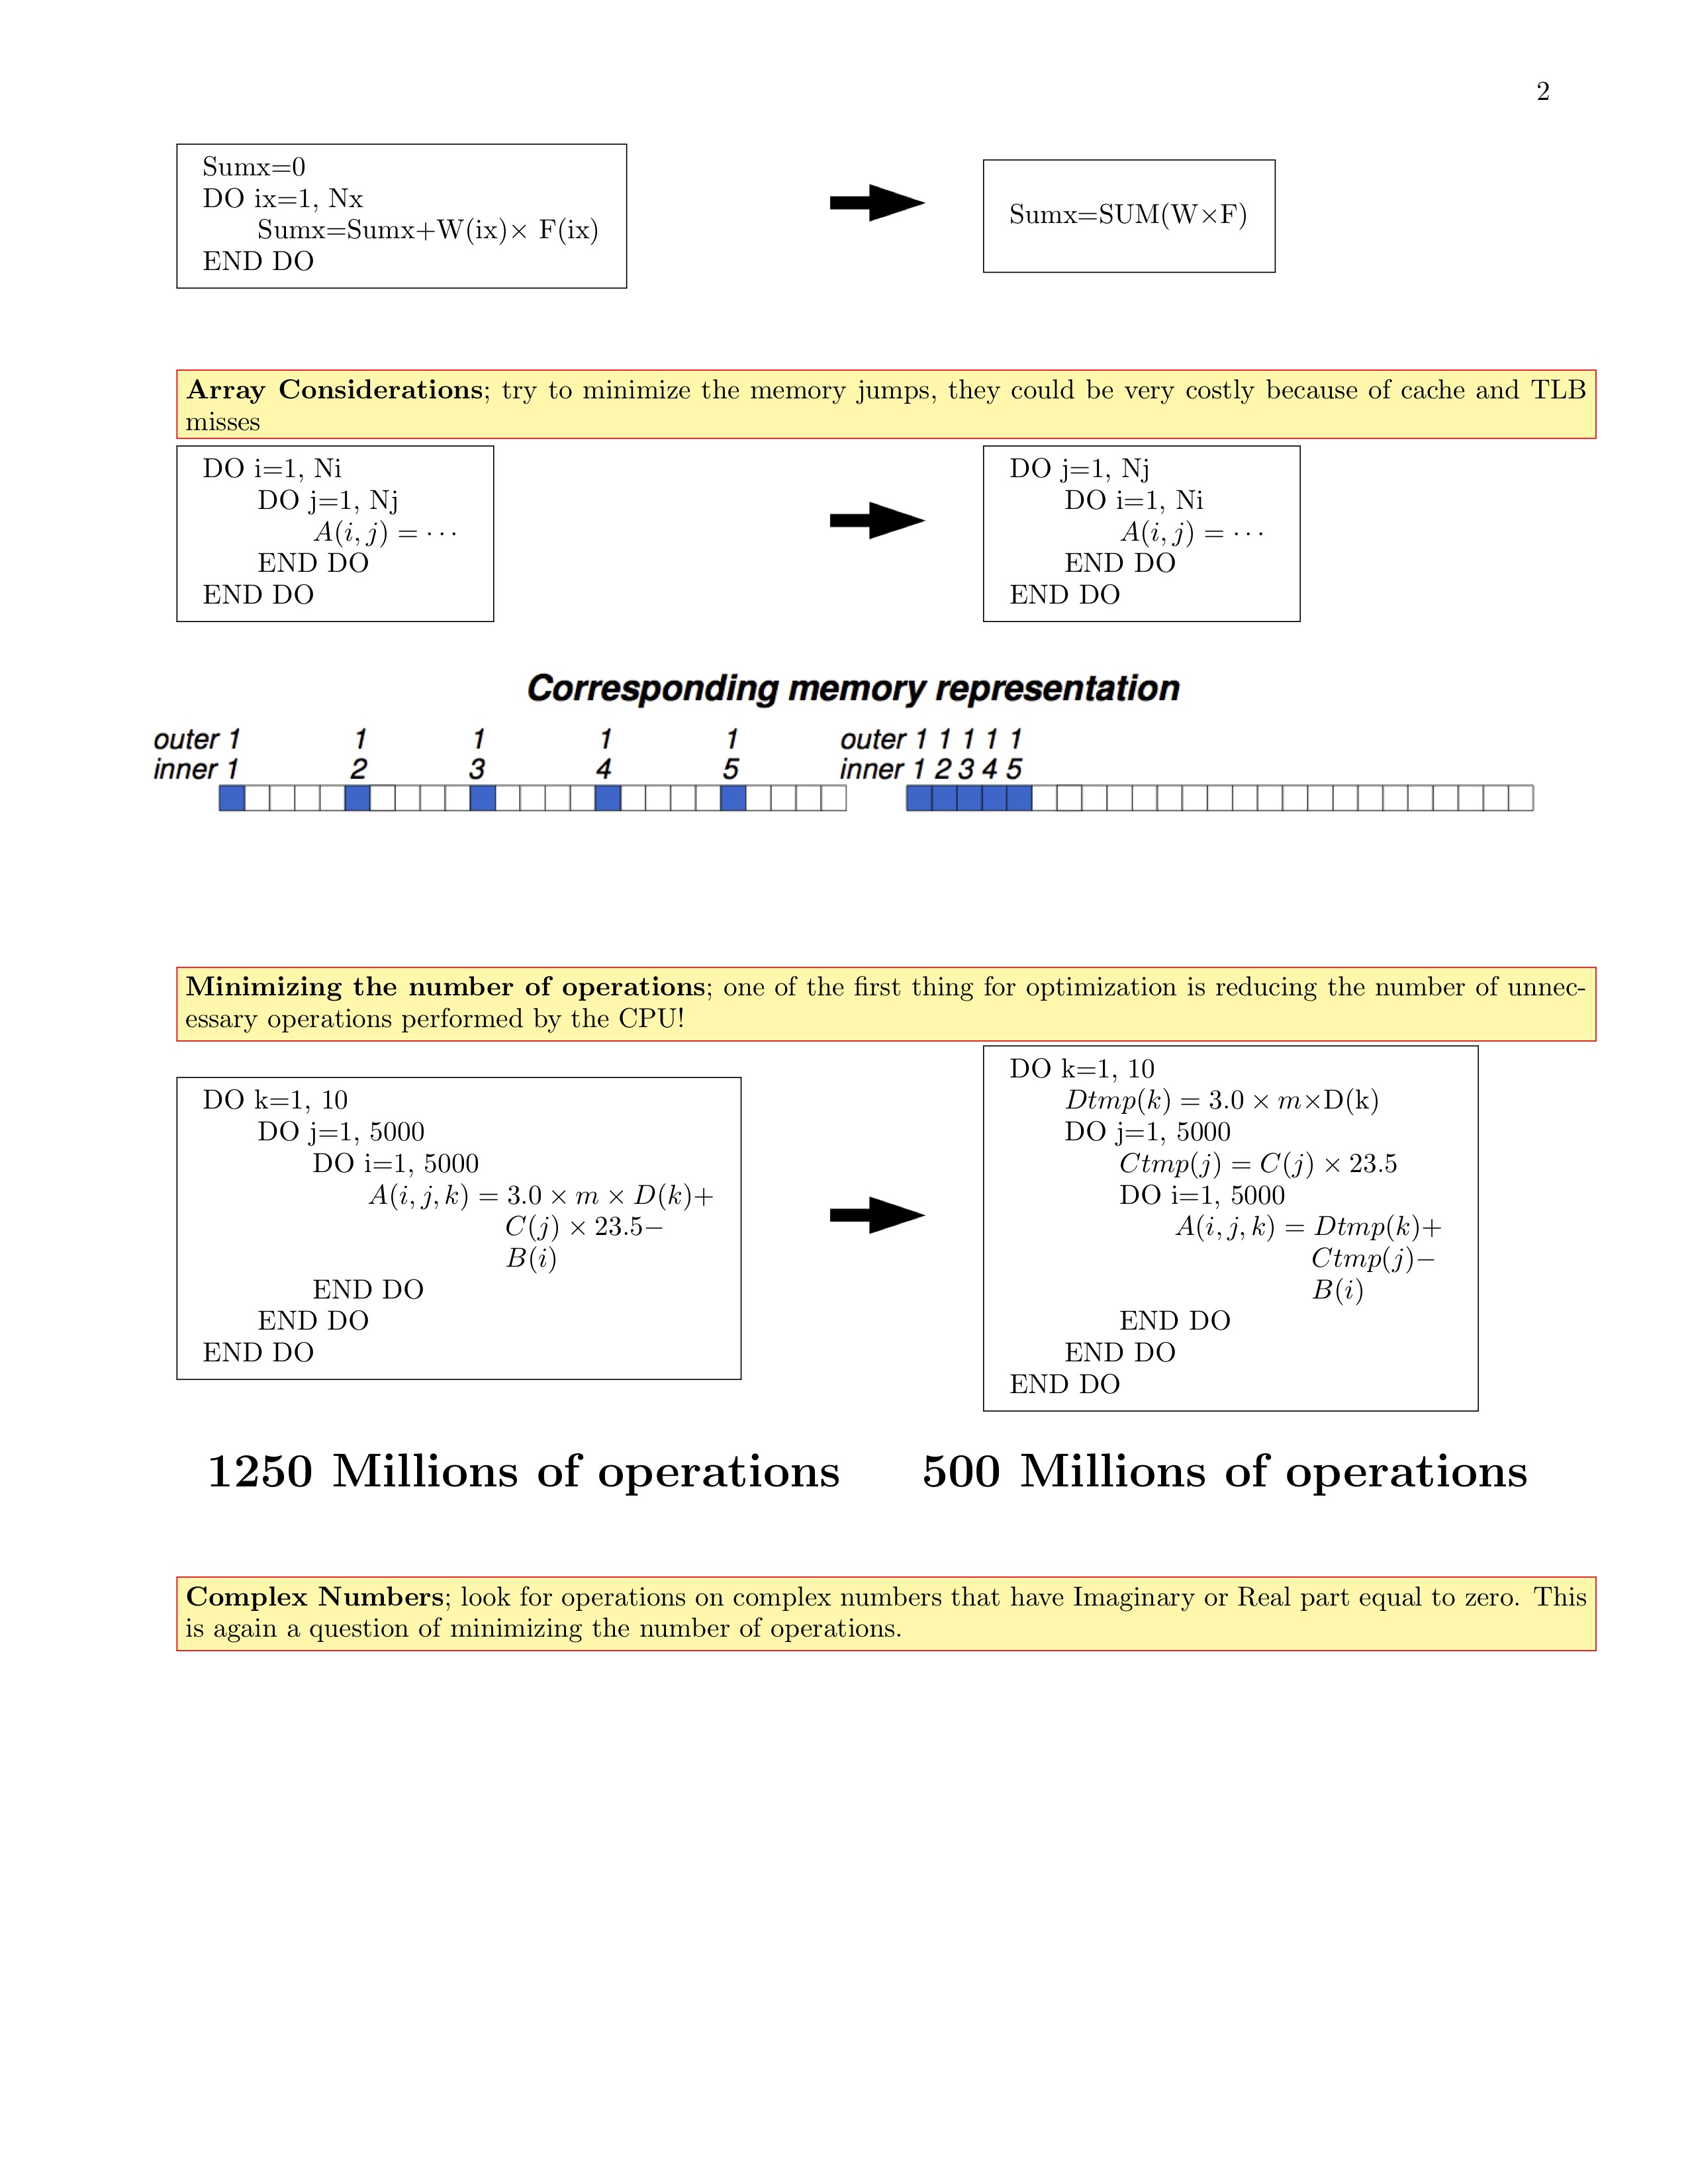 2
Sumx=0
DO ix=1, Nx
Sumx=Sumx+W(ix)× F(ix)
END DO
Sumx=SUM(W×F)
Array Considerations; try to minimize the memory jumps, they could be very costly because of cache and TLB
misses
DO i=1, Ni
DO j=1, Nj
A(i, j) = ···
END DO
END DO
DO j=1, Nj
DO i=1, Ni
A(i, j) = ···
END DO
END DO
Corresponding memory representation
outer 1 1 1 1 1
inner 1 2 3 4 5
outer 1 1 1 1 1
inner 1 2 3 4 5
Minimizing the number of operations; one of the first thing for optimization is reducing the number of unnec-
essary operations performed by the CPU!
DO k=1, 10
DO j=1, 5000
DO i=1, 5000
A(i, j, k) = 3.0 × m × D(k)+
C(j) × 23.5−
B(i)
END DO
END DO
END DO
DO k=1, 10
Dtmp(k) = 3.0 × m×D(k)
DO j=1, 5000
Ctmp(j) = C(j) × 23.5
DO i=1, 5000
A(i, j, k) = Dtmp(k)+
Ctmp(j)−
B(i)
END DO
END DO
END DO
1250 Millions of operations
500 Millions of operations
Complex Numbers; look for operations on complex numbers that have Imaginary or Real part equal to zero. This
is again a question of minimizing the number of operations.